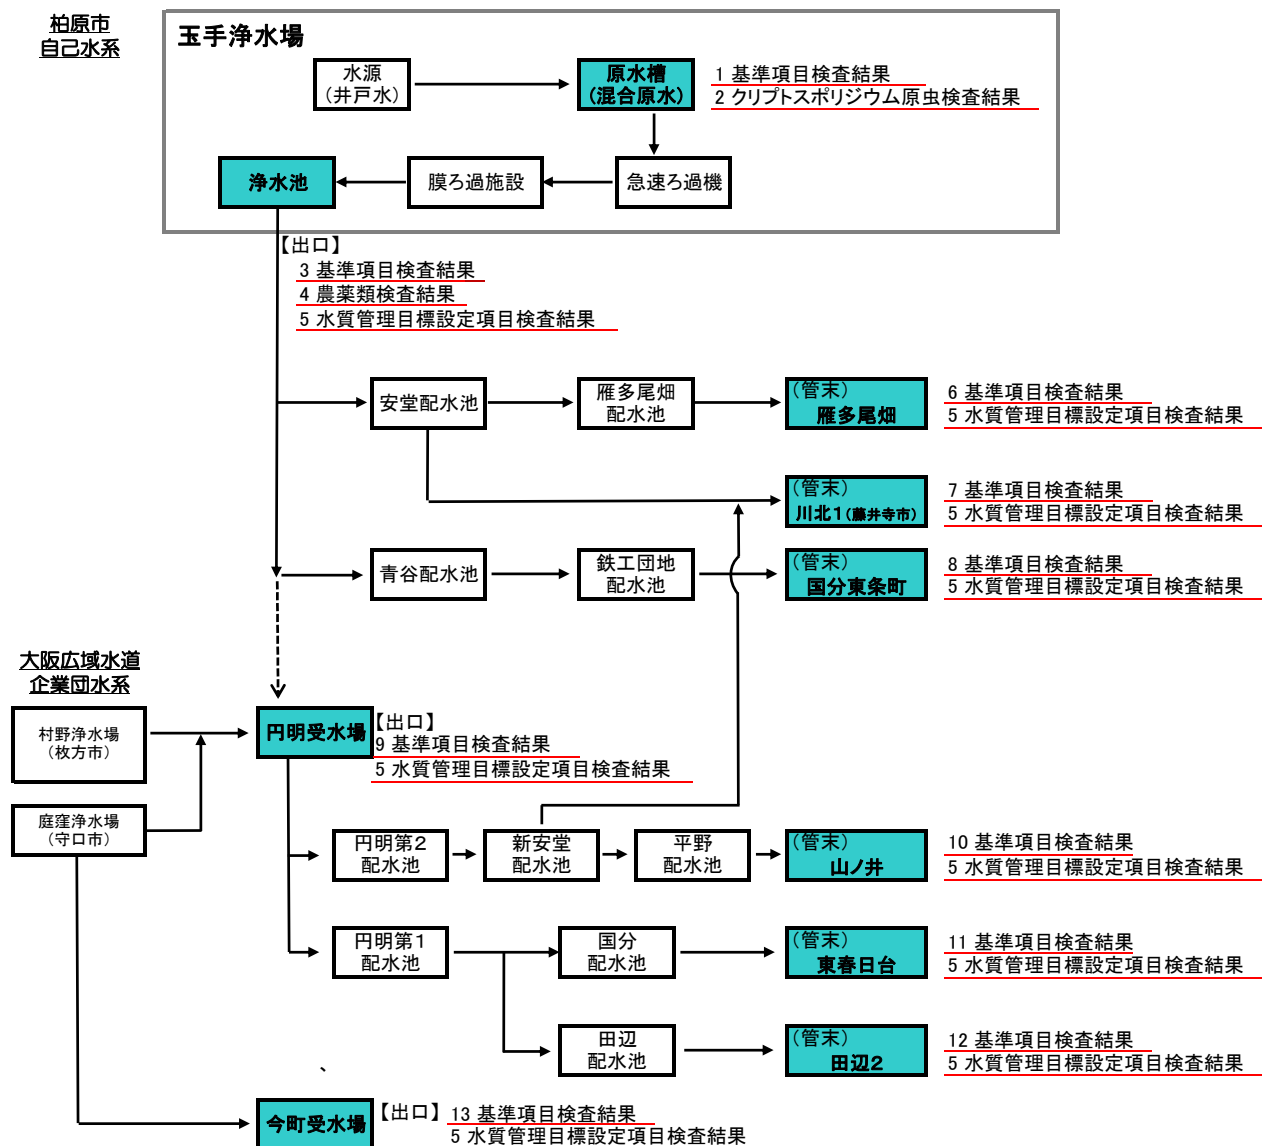 柏原市
自己水系
玉手浄水場
水源
(井戸水)
原水槽
(混合原水)
1 基準項目検査結果
2 クリプトスポリジウム原虫検査結果
浄水池
膜ろ過施設
急速ろ過機
【出口】
3 基準項目検査結果
4 農薬類検査結果
5 水質管理目標設定項目検査結果
安堂配水池
雁多尾畑
配水池
(管末)
雁多尾畑
6 基準項目検査結果
5 水質管理目標設定項目検査結果
(管末)
川北1(藤井寺市)
7 基準項目検査結果
5 水質管理目標設定項目検査結果
青谷配水池
鉄工団地
配水池
(管末)
国分東条町
8 基準項目検査結果
5 水質管理目標設定項目検査結果
大阪広域水道
企業団水系
村野浄水場
(枚方市)
円明受水場
【出口】
9 基準項目検査結果
5 水質管理目標設定項目検査結果
庭窪浄水場
(守口市)
円明第2
配水池
新安堂
配水池
平野
配水池
(管末)
山ノ井
10 基準項目検査結果
5 水質管理目標設定項目検査結果
円明第1
配水池
国分
配水池
(管末)
東春日台
11 基準項目検査結果
5 水質管理目標設定項目検査結果
田辺
配水池
(管末)
田辺2
12 基準項目検査結果
5 水質管理目標設定項目検査結果
、
今町受水場
【出口】 13 基準項目検査結果
5 水質管理目標設定項目検査結果